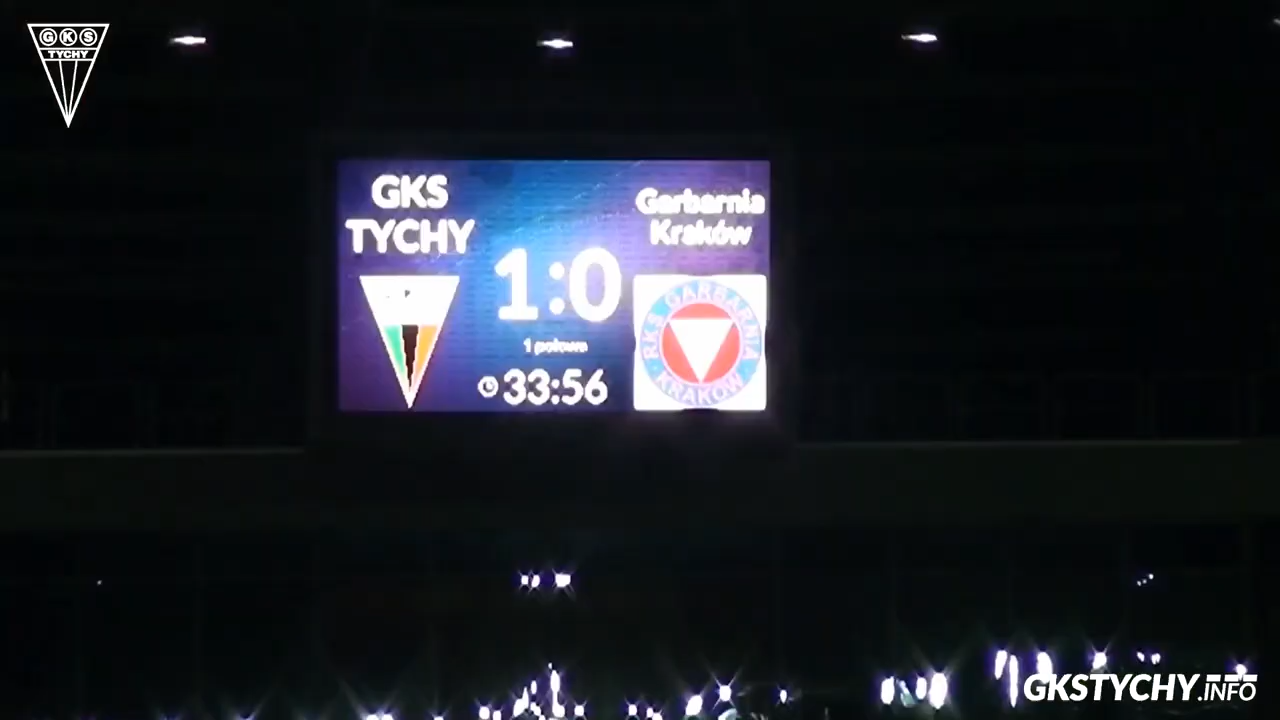 GKS
TYCHY
GKS
TYCHY
Garbarnia
Kraków
1:0
1 połowa
33:56
RKS GARBARNIA
KRAKÓW
GKSTYCHY.INFO